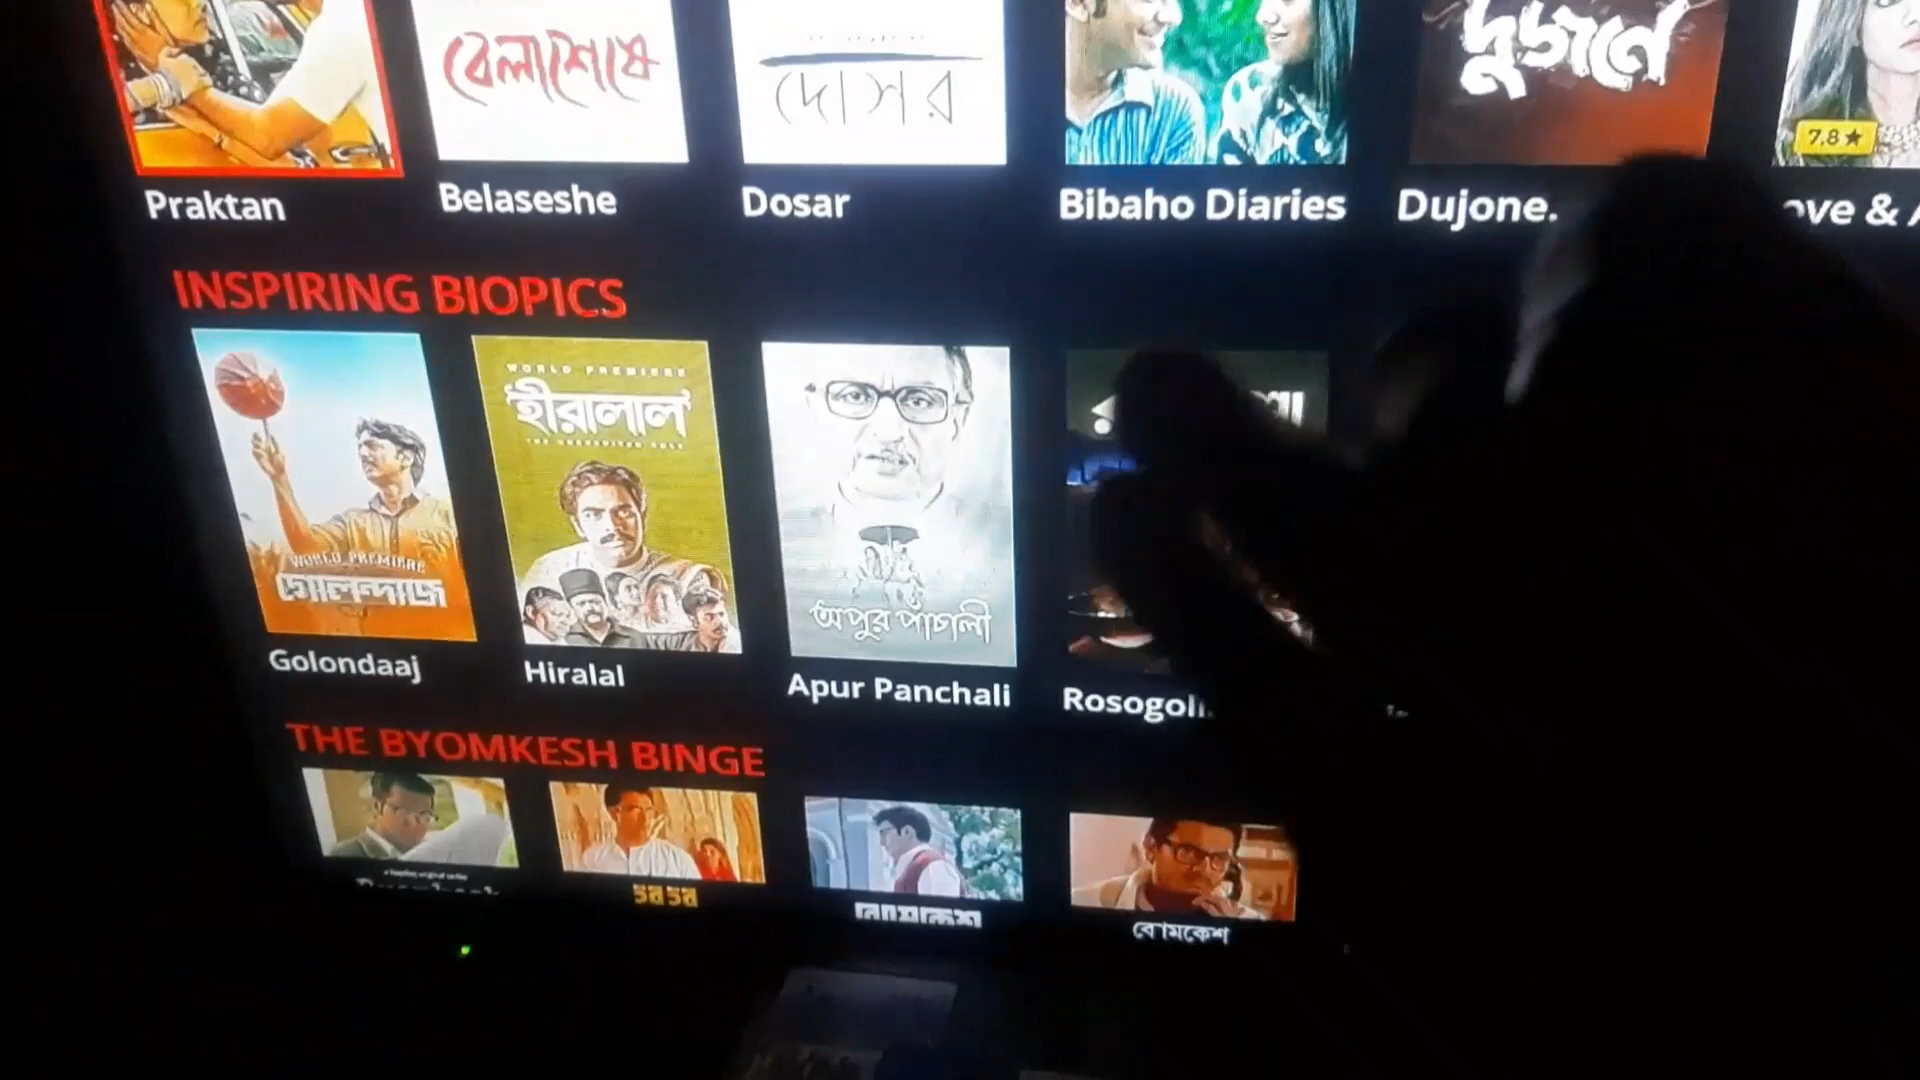 বেলাশেষে
দোসর
দুজনে
7.8★
Praktan
Belaseshe
Dosar
Bibaho Diaries
Dujone.
INSPIRING BIOPICS
WORLD PREMIERE
গোলন্দাজ
WORLD PREMIERE
হীরালাল
অপুর পাঁচালী
Golondaaj
Hiralal
Apur Panchali
THE BYOMKESH BINGE
ব্যোমকেশ